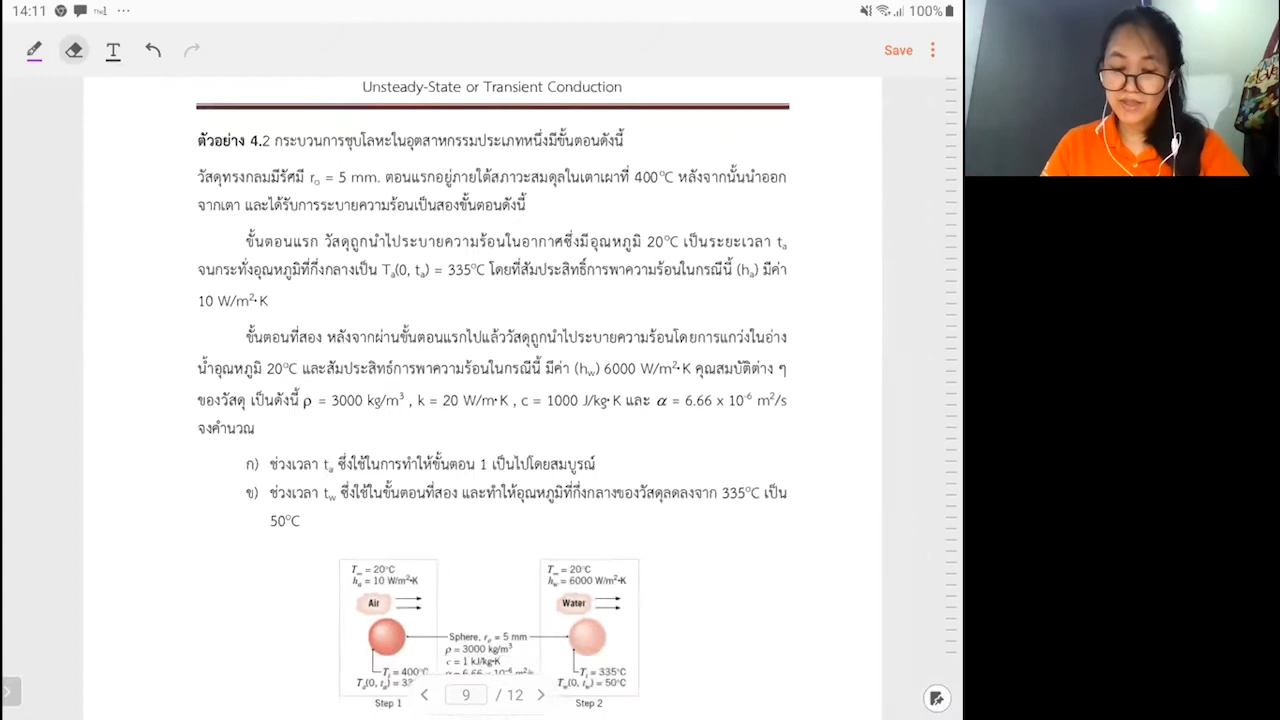 14:11
100%
T
Save
Unsteady-State or Transient Conduction
ตัวอย่าง 4.2 กระบวนการชุบโลหะในอุตสาหกรรมประเภทหนึ่งมีขั้นตอนดังนี้
วัสดุทรงกลมมีรัศมี rₒ = 5 mm. ตอนแรกอยู่ภายใต้สภาวะสมดุลในเตาเผาที่ 400°C หลังจากนั้นนำออก
จากเตา และได้รับการระบายความร้อนเป็นสองขั้นตอนดังนี้
ขั้นตอนแรก วัสดุถูกนำไประบายความร้อนในอากาศซึ่งมีอุณหภูมิ 20°C เป็นระยะเวลา tₐ
จนกระทั่งอุณหภูมิที่กึ่งกลางเป็น Tₐ(0, tₐ) = 335°C โดยที่สัมประสิทธิ์การพาความร้อนในกรณีนี้ (hₐ) มีค่า
10 W/m²·K
ขั้นตอนที่สอง หลังจากผ่านขั้นตอนแรกไปแล้ววัสดุถูกนำไประบายความร้อนโดยการแกว่งในอ่าง
น้ำอุณหภูมิ 20°C และสัมประสิทธ์การพาความร้อนในกรณีนี้ มีค่า (hw) 6000 W/m²·K คุณสมบัติต่าง ๆ
ของวัสดุ เป็นดังนี้ ρ = 3000 kg/m³ , k = 20 W/m·K , c = 1000 J/kg·K และ α = 6.66 x 10⁻⁶ m²/s
จงคำนวณ
ก) ช่วงเวลา tₐ ซึ่งใช้ในการทำให้ขั้นตอน 1 เป็นไปโดยสมบูรณ์
ข) ช่วงเวลา tw ซึ่งใช้ในขั้นตอนที่สอง และทำให้อุณหภูมิที่กึ่งกลางของวัสดุลดลงจาก 335°C เป็น
50°C
T∞ = 20°C
hₐ = 10 W/m²·K
Air
T∞ = 20°C
hw = 6000 W/m²·K
Water
Sphere, rₒ = 5 mm
ρ = 3000 kg/m³
c = 1 kJ/kg·K
α = 6.66 × 10⁻⁶ m²/s
Tᵢ = 400°C
Tₐ(0, tₐ) = 33
Step 1
Tᵢ = 335°C
Tw(0, tw) = 50°C
Step 2
9 / 12